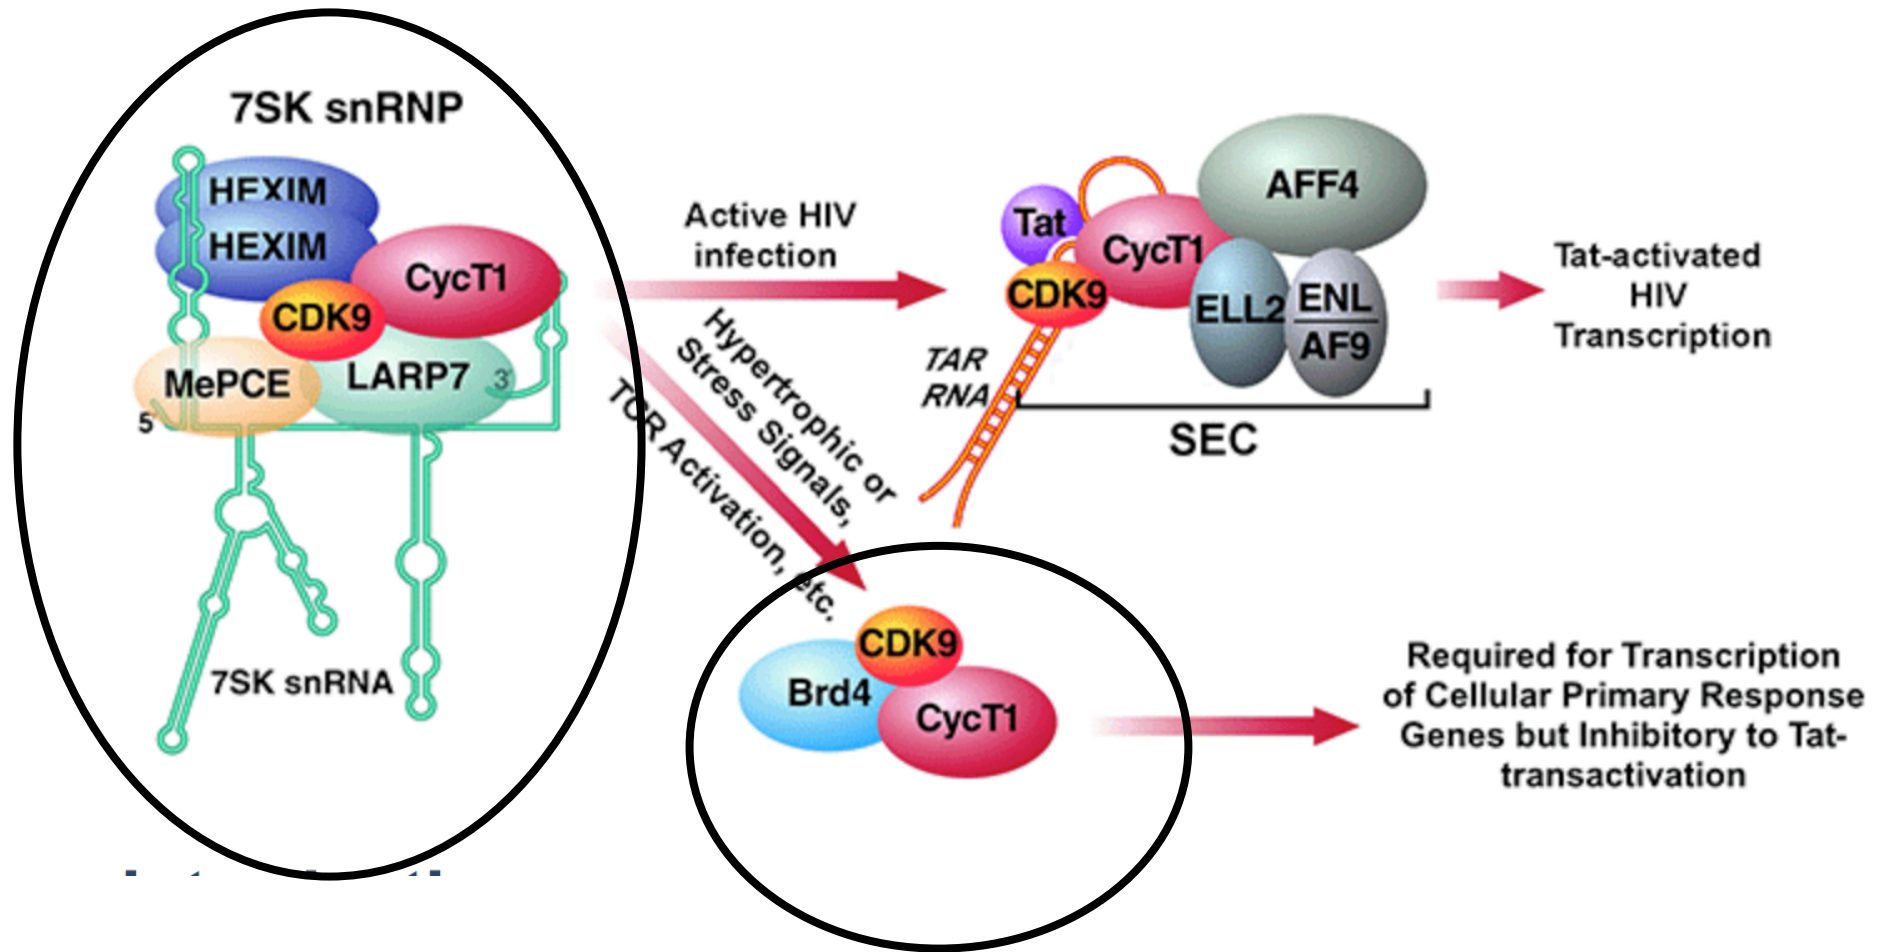 7SK snRNP
HEXIM
HEXIM
CycT1
CDK9
MePCE
LARP7
3'
5'
7SK snRNA
Active HIV
infection
Hypertrophic or
Stress Signals,
TCR Activation, etc.
Tat
CycT1
CDK9
AFF4
ELL2
ENL
AF9
TAR
RNA
SEC
Tat-activated
HIV
Transcription
CDK9
Brd4
CycT1
Required for Transcription
of Cellular Primary Response
Genes but Inhibitory to Tat-
transactivation